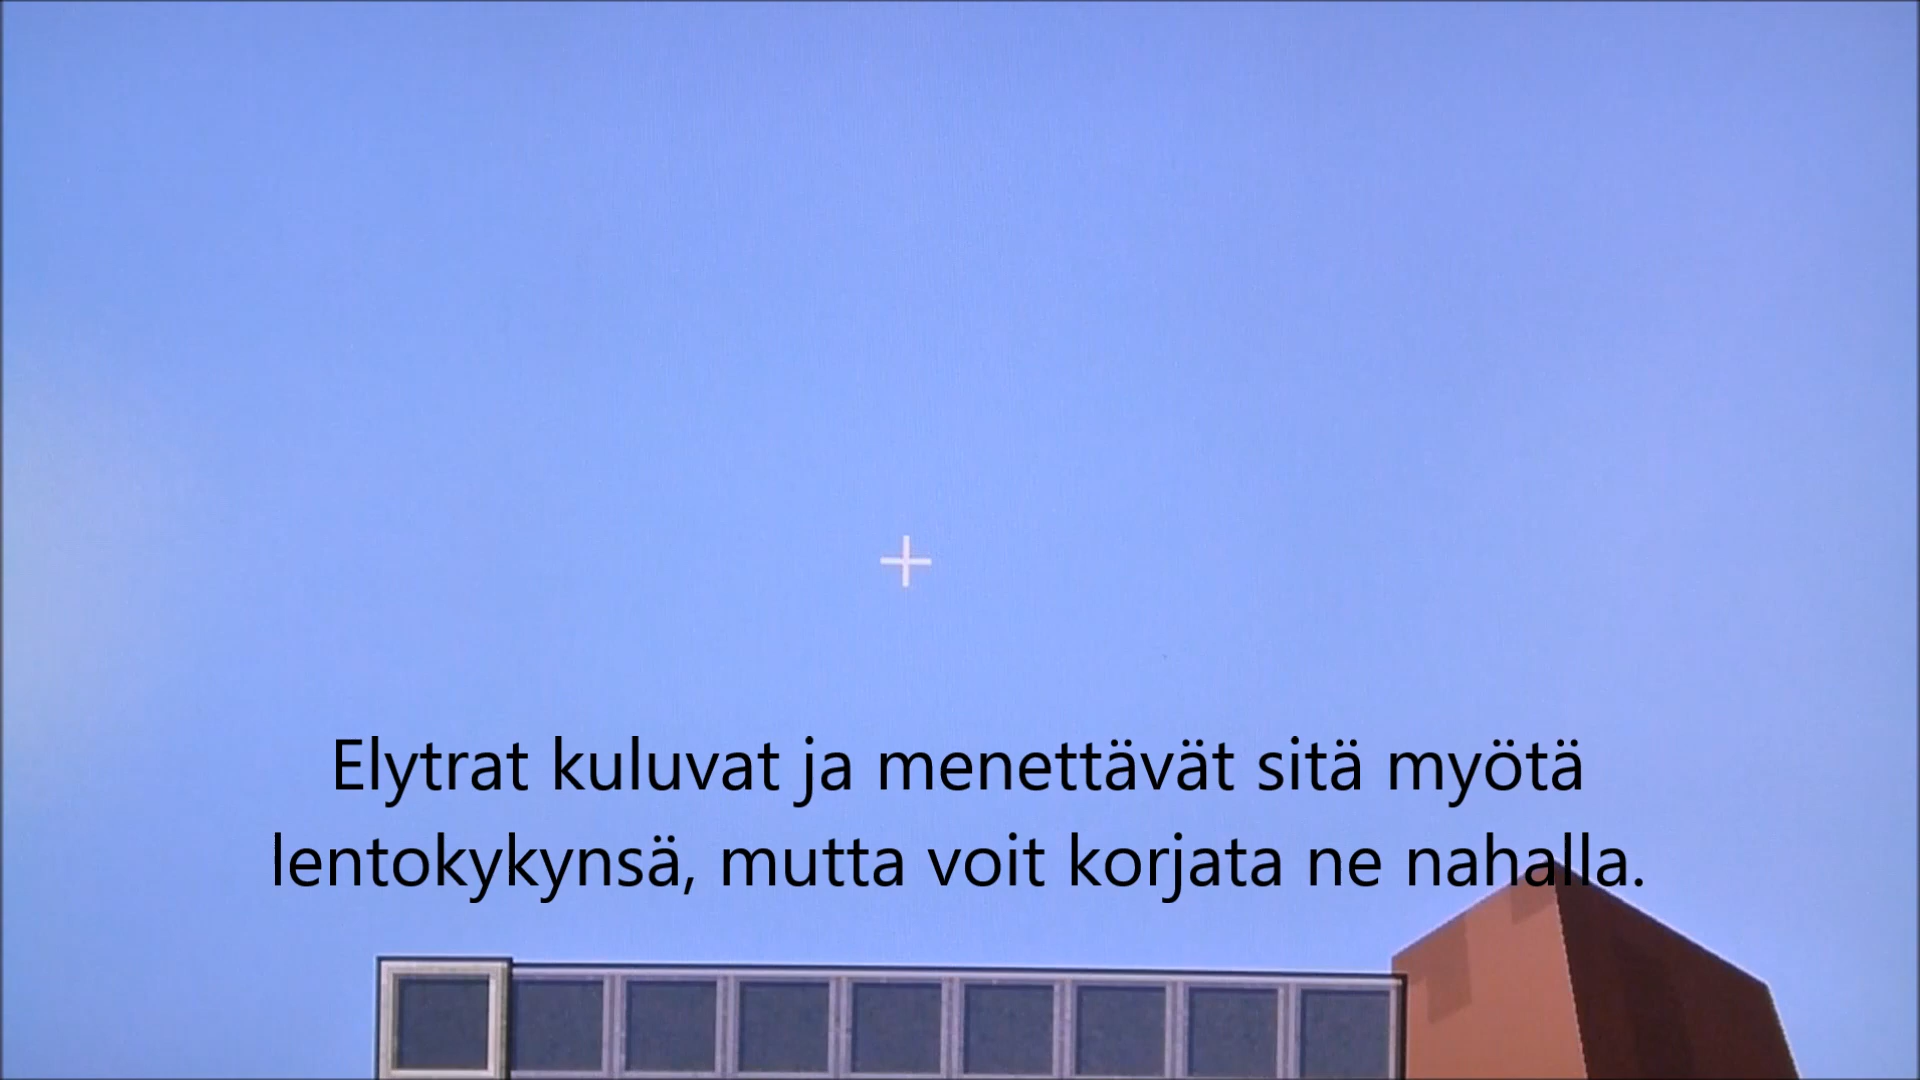 Elytrat kuluvat ja menettävät sitä myötä
lentokykynsä, mutta voit korjata ne nahalla.